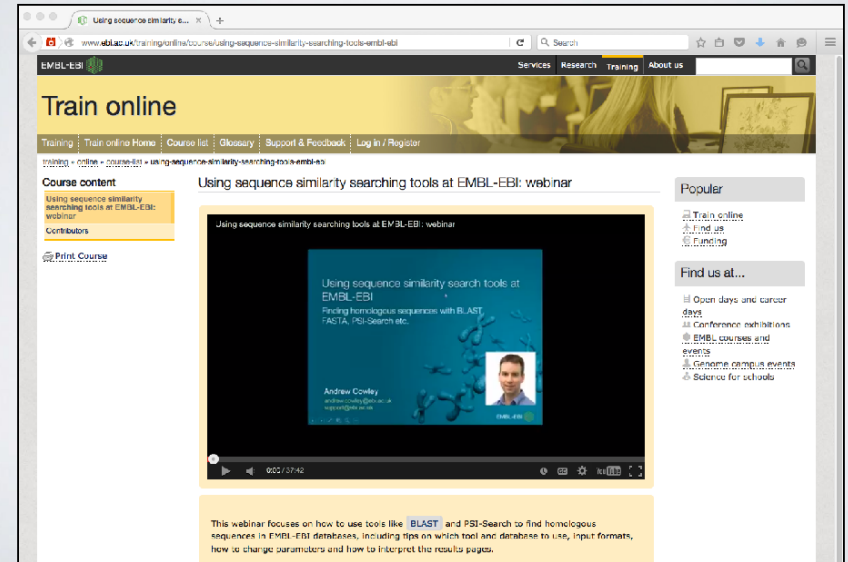 Using sequence similarity s...
www.ebi.ac.uk/training/online/course/using-sequence-similarity-searching-tools-embl-ebi
Search
EMBL-EBI
Services Research Training About us
Train online
Training Train online Home Course list Glossary Support & Feedback Log in / Register
training » online » course-list » using-sequence-similarity-searching-tools-embl-ebi
Course content
Using sequence similarity
searching tools at EMBL-EBI:
webinar
Contributors
Print Course
Using sequence similarity searching tools at EMBL-EBI: webinar
Using sequence similarity searching tools at EMBL-EBI: webinar
Using sequence similarity search tools at
EMBL-EBI
Finding homologous sequences with BLAST,
FASTA, PSI-Search etc.
Andrew Cowley
andrew.cowley@ebi.ac.uk
support@ebi.ac.uk
EMBL-EBI
0:00 / 37:42
This webinar focuses on how to use tools like BLAST and PSI-Search to find homologous
sequences in EMBL-EBI databases, including tips on which tool and database to use, input formats,
how to change parameters and how to interpret the results pages.
Popular
Train online
Find us
Funding
Find us at...
Open days and career
days
Conference exhibitions
EMBL courses and
events
Genome campus events
Science for schools